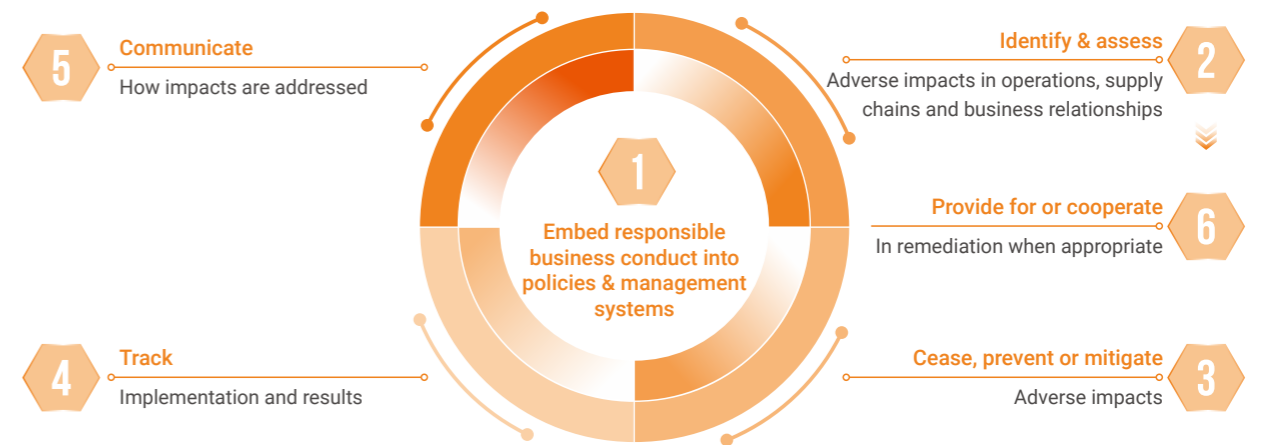 1
Embed responsible
business conduct into
policies & management
systems
2
Identify & assess
Adverse impacts in operations, supply
chains and business relationships
6
Provide for or cooperate
In remediation when appropriate
3
Cease, prevent or mitigate
Adverse impacts
4
Track
Implementation and results
5
Communicate
How impacts are addressed